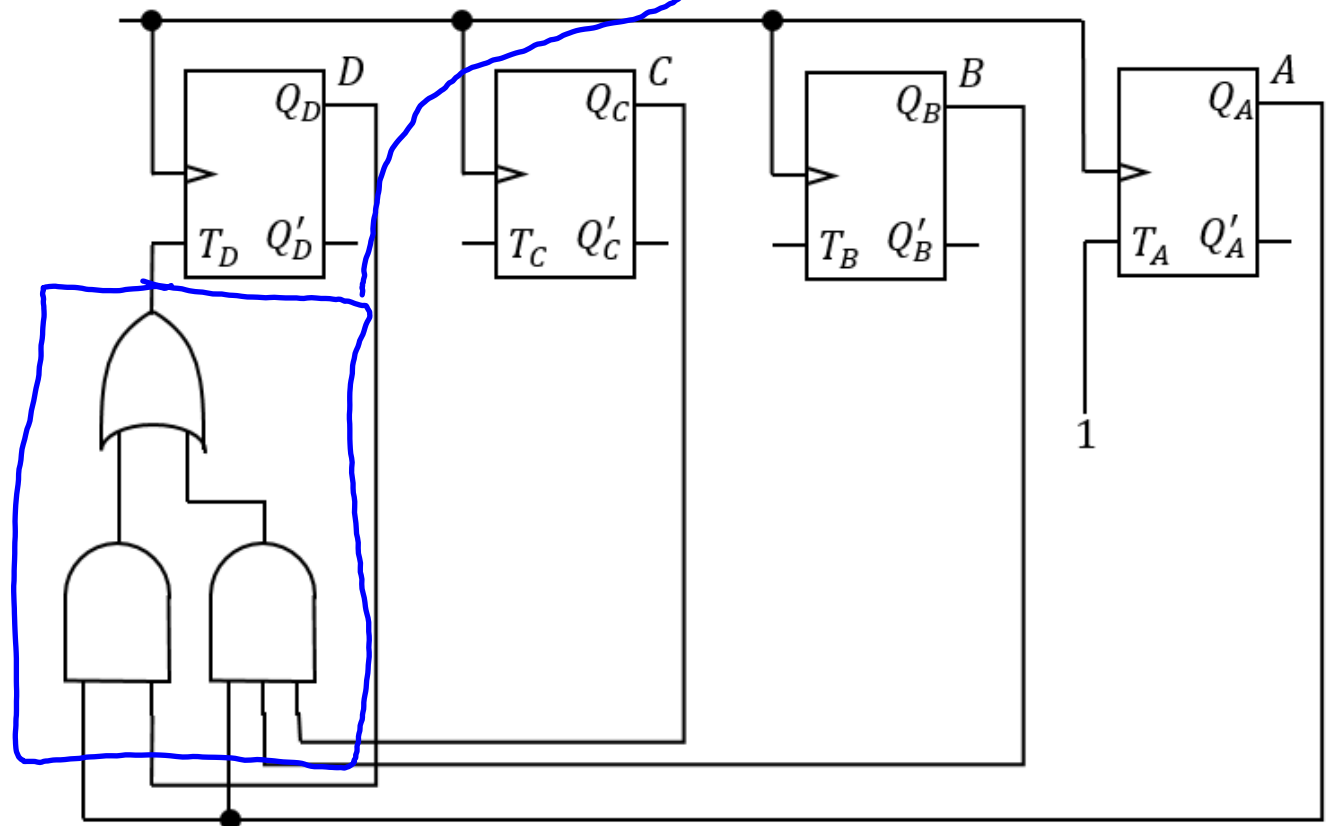 D
C
B
A
Q_D
Q_C
Q_B
Q_A
T_D Q′_D
T_C Q′_C
T_B Q′_B
T_A Q′_A
1